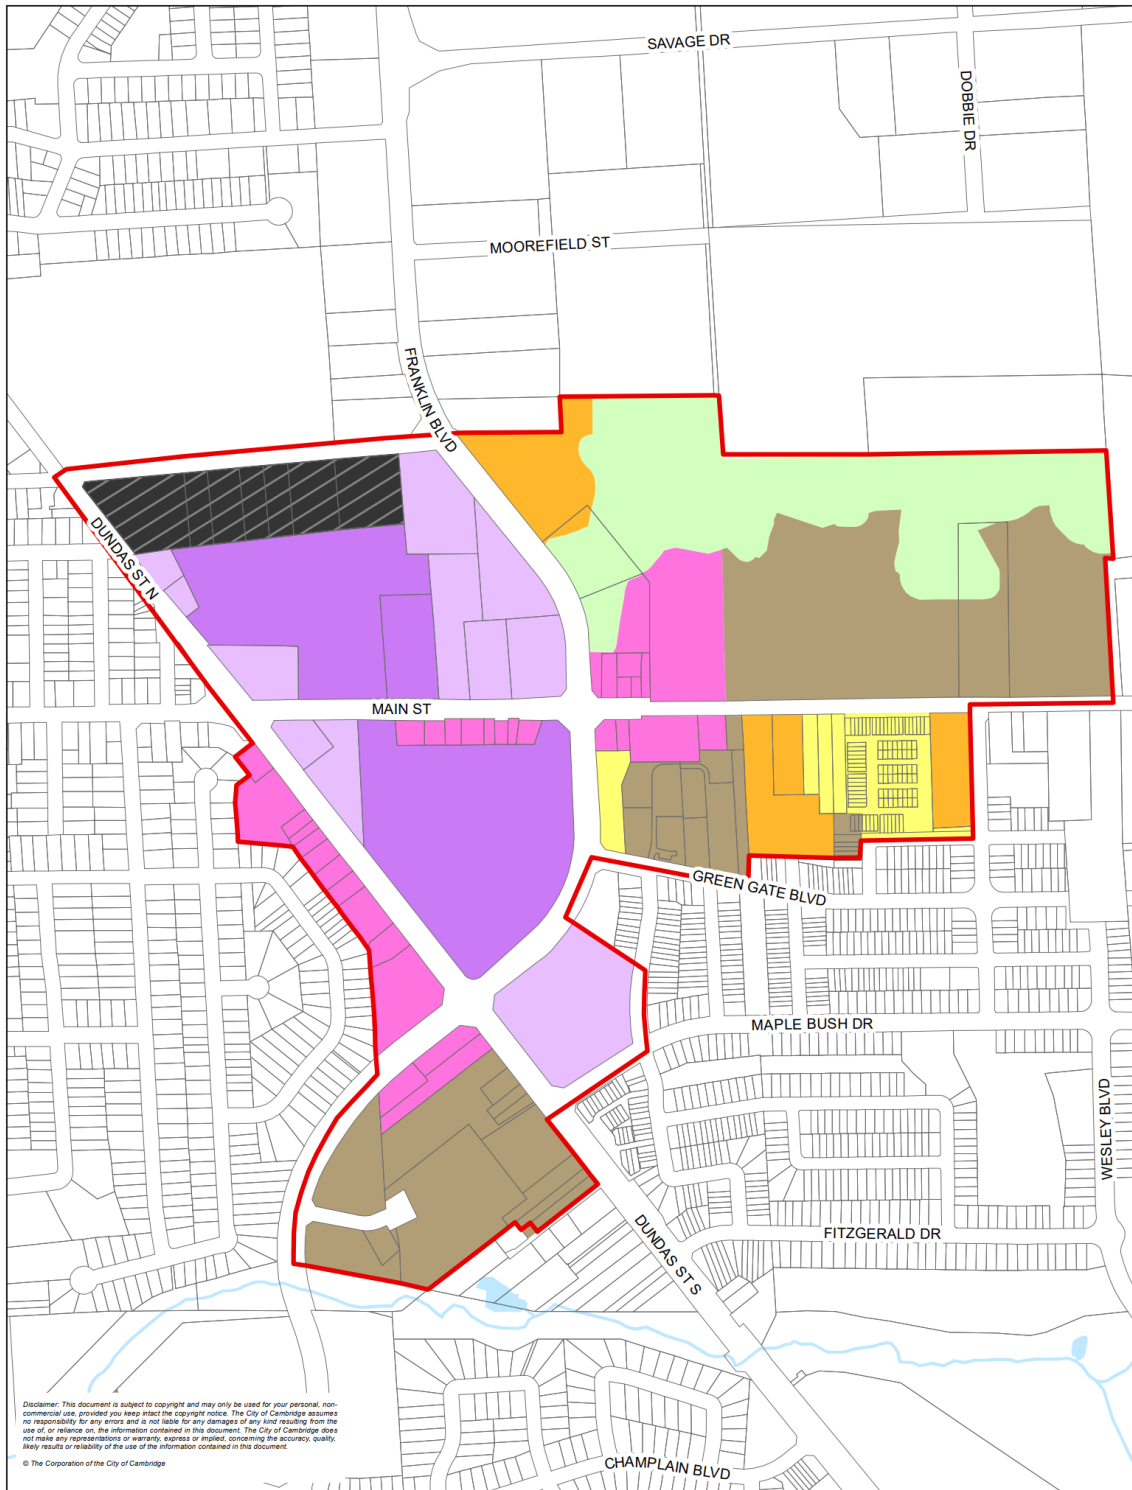 SAVAGE DR
DOBBIE DR
MOOREFIELD ST
FRANKLIN BLVD
DUNDAS ST N
MAIN ST
GREEN GATE BLVD
MAPLE BUSH DR
WESLEY BLVD
FITZGERALD DR
DUNDAS ST S
CHAMPLAIN BLVD
Disclaimer: This document is subject to copyright and may only be used for your personal, non-
commercial use, provided you keep intact the copyright notice. The City of Cambridge assumes
no responsibility for any errors and is not liable for any damages of any kind resulting from the
use of, or reliance on, the information contained in this document. The City of Cambridge does
not make any representations or warranty, express or implied, concerning the accuracy, quality,
likely results or reliability of the use of the information contained in this document.
© The Corporation of the City of Cambridge